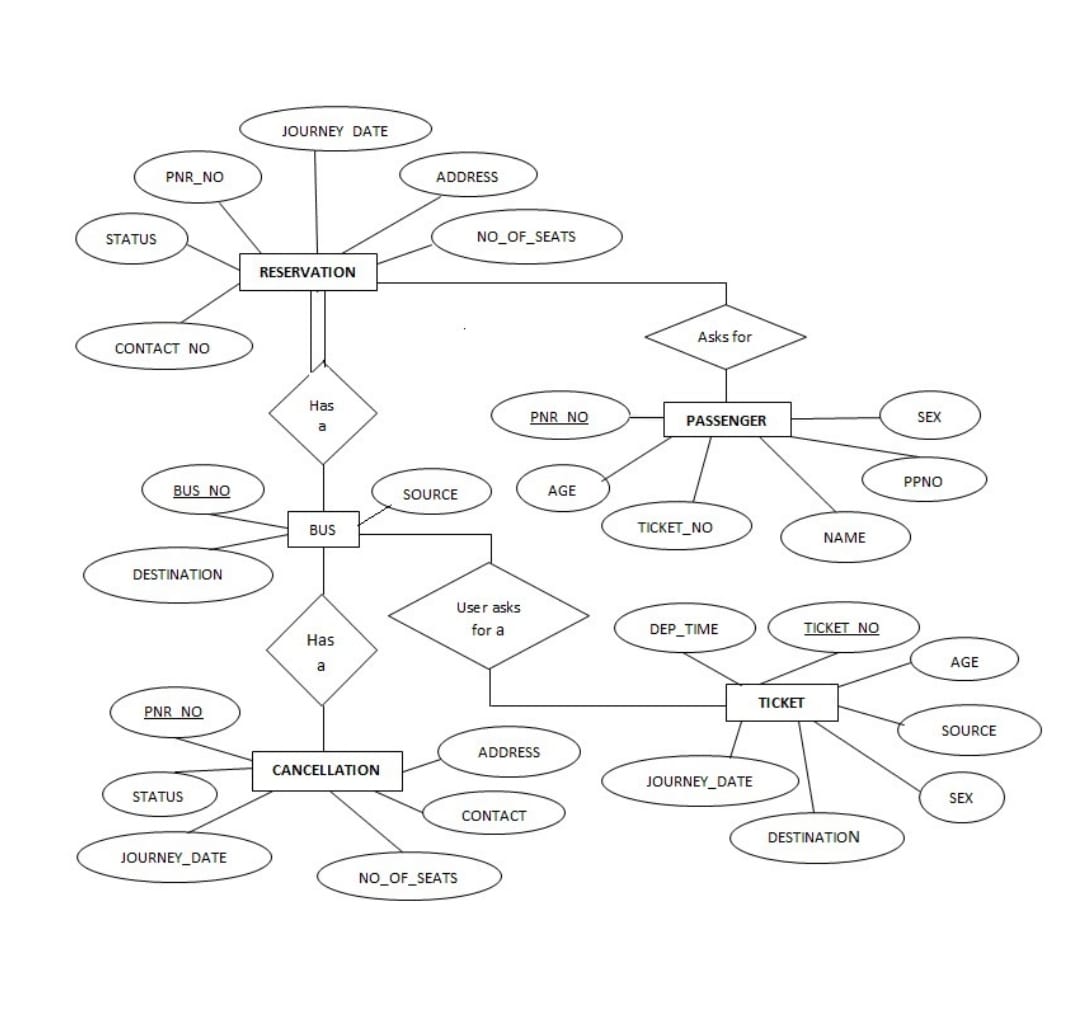 JOURNEY DATE
PNR_NO
ADDRESS
STATUS
NO_OF_SEATS
RESERVATION
CONTACT NO
Asks for
Has
a
PNR NO
PASSENGER
SEX
AGE
PPNO
TICKET_NO
NAME
BUS NO
SOURCE
BUS
DESTINATION
User asks
for a
Has
a
DEP_TIME
TICKET NO
AGE
TICKET
SOURCE
PNR NO
ADDRESS
CANCELLATION
JOURNEY_DATE
SEX
STATUS
CONTACT
DESTINATION
JOURNEY_DATE
NO_OF_SEATS